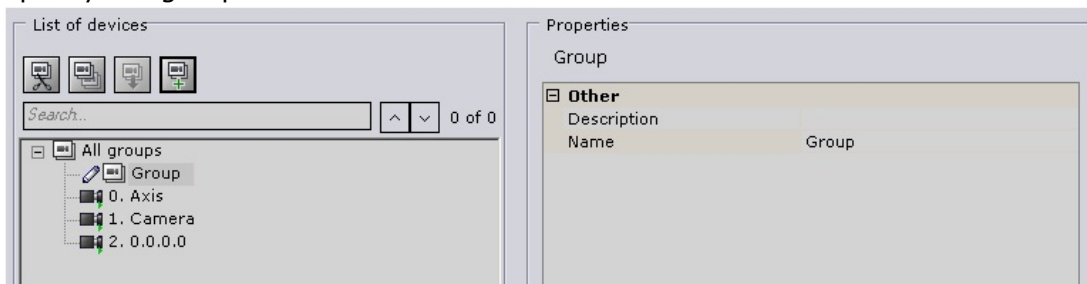 List of devices
Search...
0 of 0
All groups
Group
0. Axis
1. Camera
2. 0.0.0.0
Properties
Group
Other
Description
Name Group